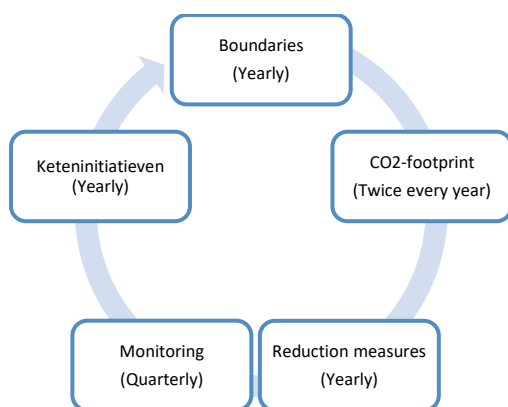 Boundaries
(Yearly)
CO2-footprint
(Twice every year)
Reduction measures
(Yearly)
Monitoring
(Quarterly)
Keteninitiatieven
(Yearly)